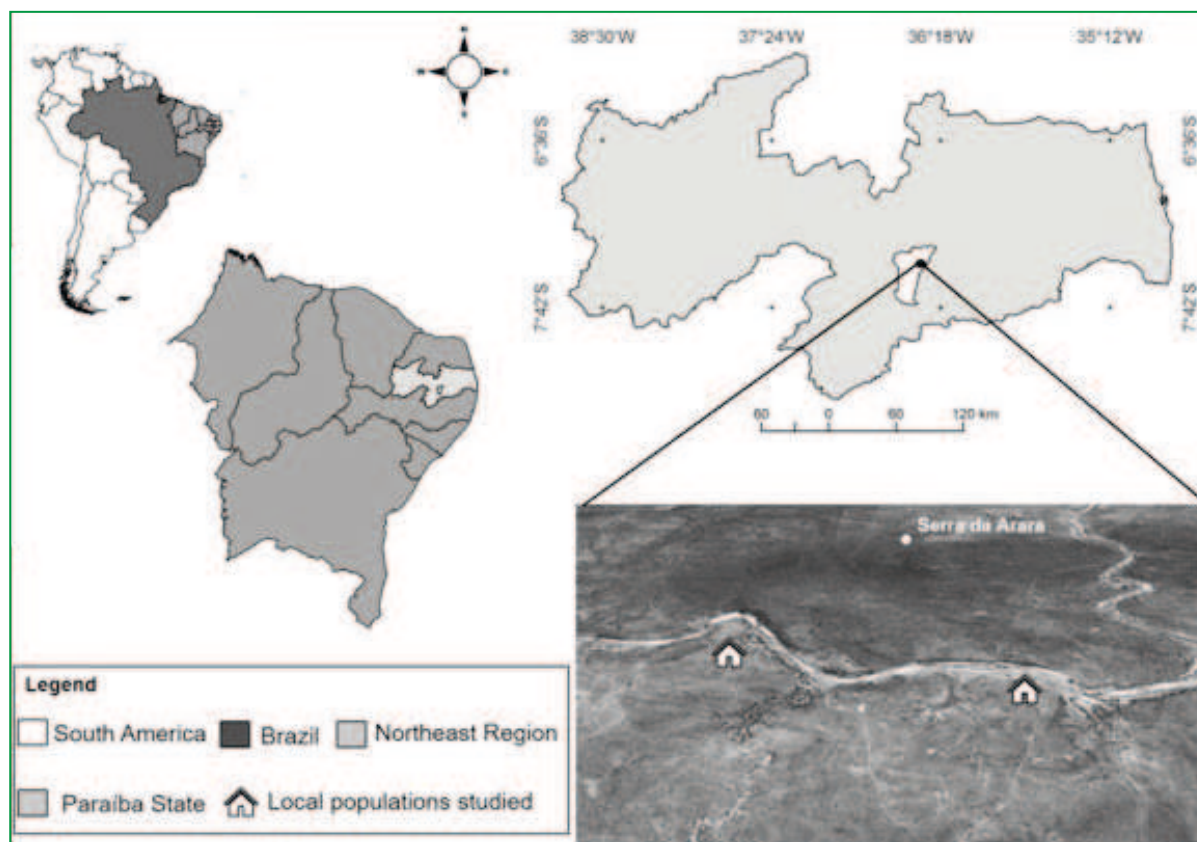 38°30'W 37°24'W 36°18'W 35°12'W
6°36'S 6°36'S
7°42'S 7°42'S
60 0 60 120 km
Serra da Arara
Legend
South America Brazil Northeast Region
Paraíba State Local populations studied